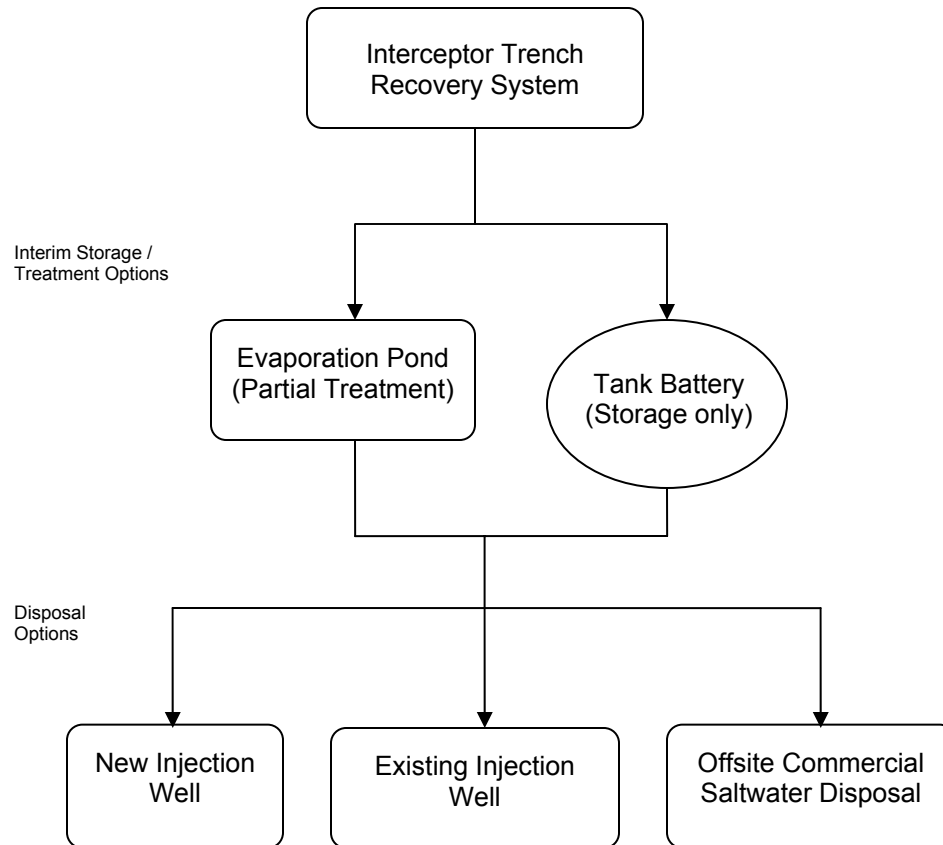 Interceptor Trench
Recovery System
Interim Storage /
Treatment Options
Evaporation Pond
(Partial Treatment)
Tank Battery
(Storage only)
Disposal
Options
New Injection
Well
Existing Injection
Well
Offsite Commercial
Saltwater Disposal